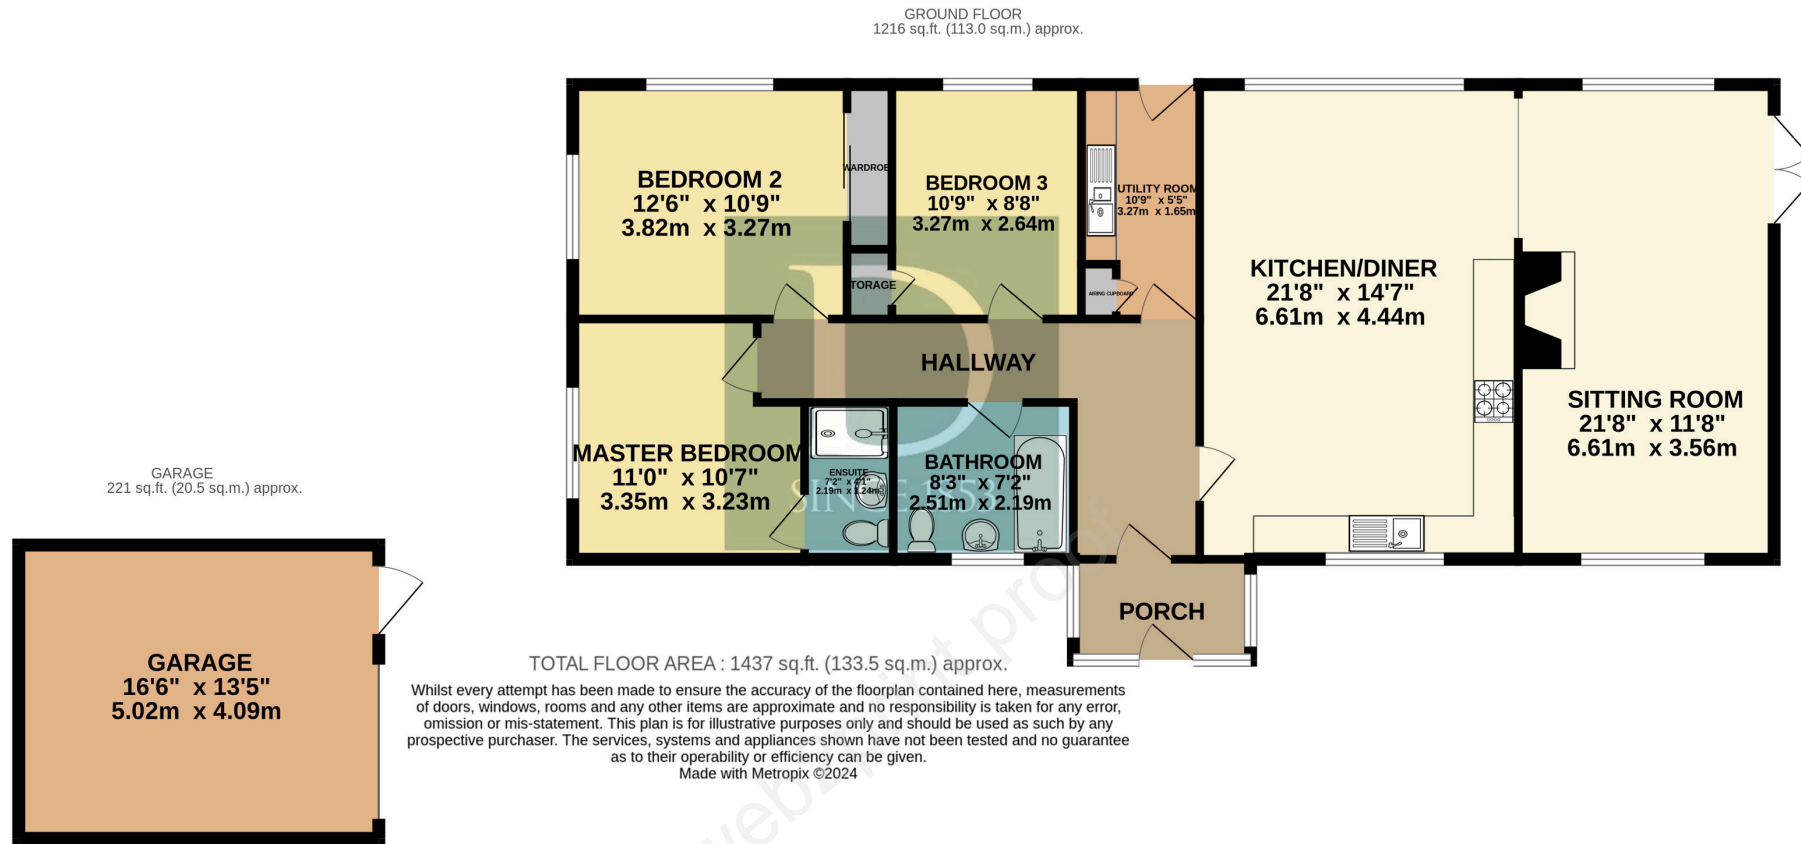 GROUND FLOOR
1216 sq.ft. (113.0 sq.m.) approx.
BEDROOM 2
12'6" x 10'9"
3.82m x 3.27m
WARDROBE
BEDROOM 3
10'9" x 8'8"
3.27m x 2.64m
UTILITY ROOM
10'9" x 5'5"
3.27m x 1.65m
KITCHEN/DINER
21'8" x 14'7"
6.61m x 4.44m
STORAGE
AIRING CUPBOARD
HALLWAY
SITTING ROOM
21'8" x 11'8"
6.61m x 3.56m
MASTER BEDROOM
11'0" x 10'7"
3.35m x 3.23m
ENSUITE
7'2" x 4'1"
2.19m x 1.24m
BATHROOM
8'3" x 7'2"
2.51m x 2.19m
D
SINCE 1858
PORCH
GARAGE
221 sq.ft. (20.5 sq.m.) approx.
GARAGE
16'6" x 13'5"
5.02m x 4.09m
TOTAL FLOOR AREA : 1437 sq.ft. (133.5 sq.m.) approx.
Whilst every attempt has been made to ensure the accuracy of the floorplan contained here, measurements
of doors, windows, rooms and any other items are approximate and no responsibility is taken for any error,
omission or mis-statement. This plan is for illustrative purposes only and should be used as such by any
prospective purchaser. The services, systems and appliances shown have not been tested and no guarantee
as to their operability or efficiency can be given.
Made with Metropix ©2024
web2print proof